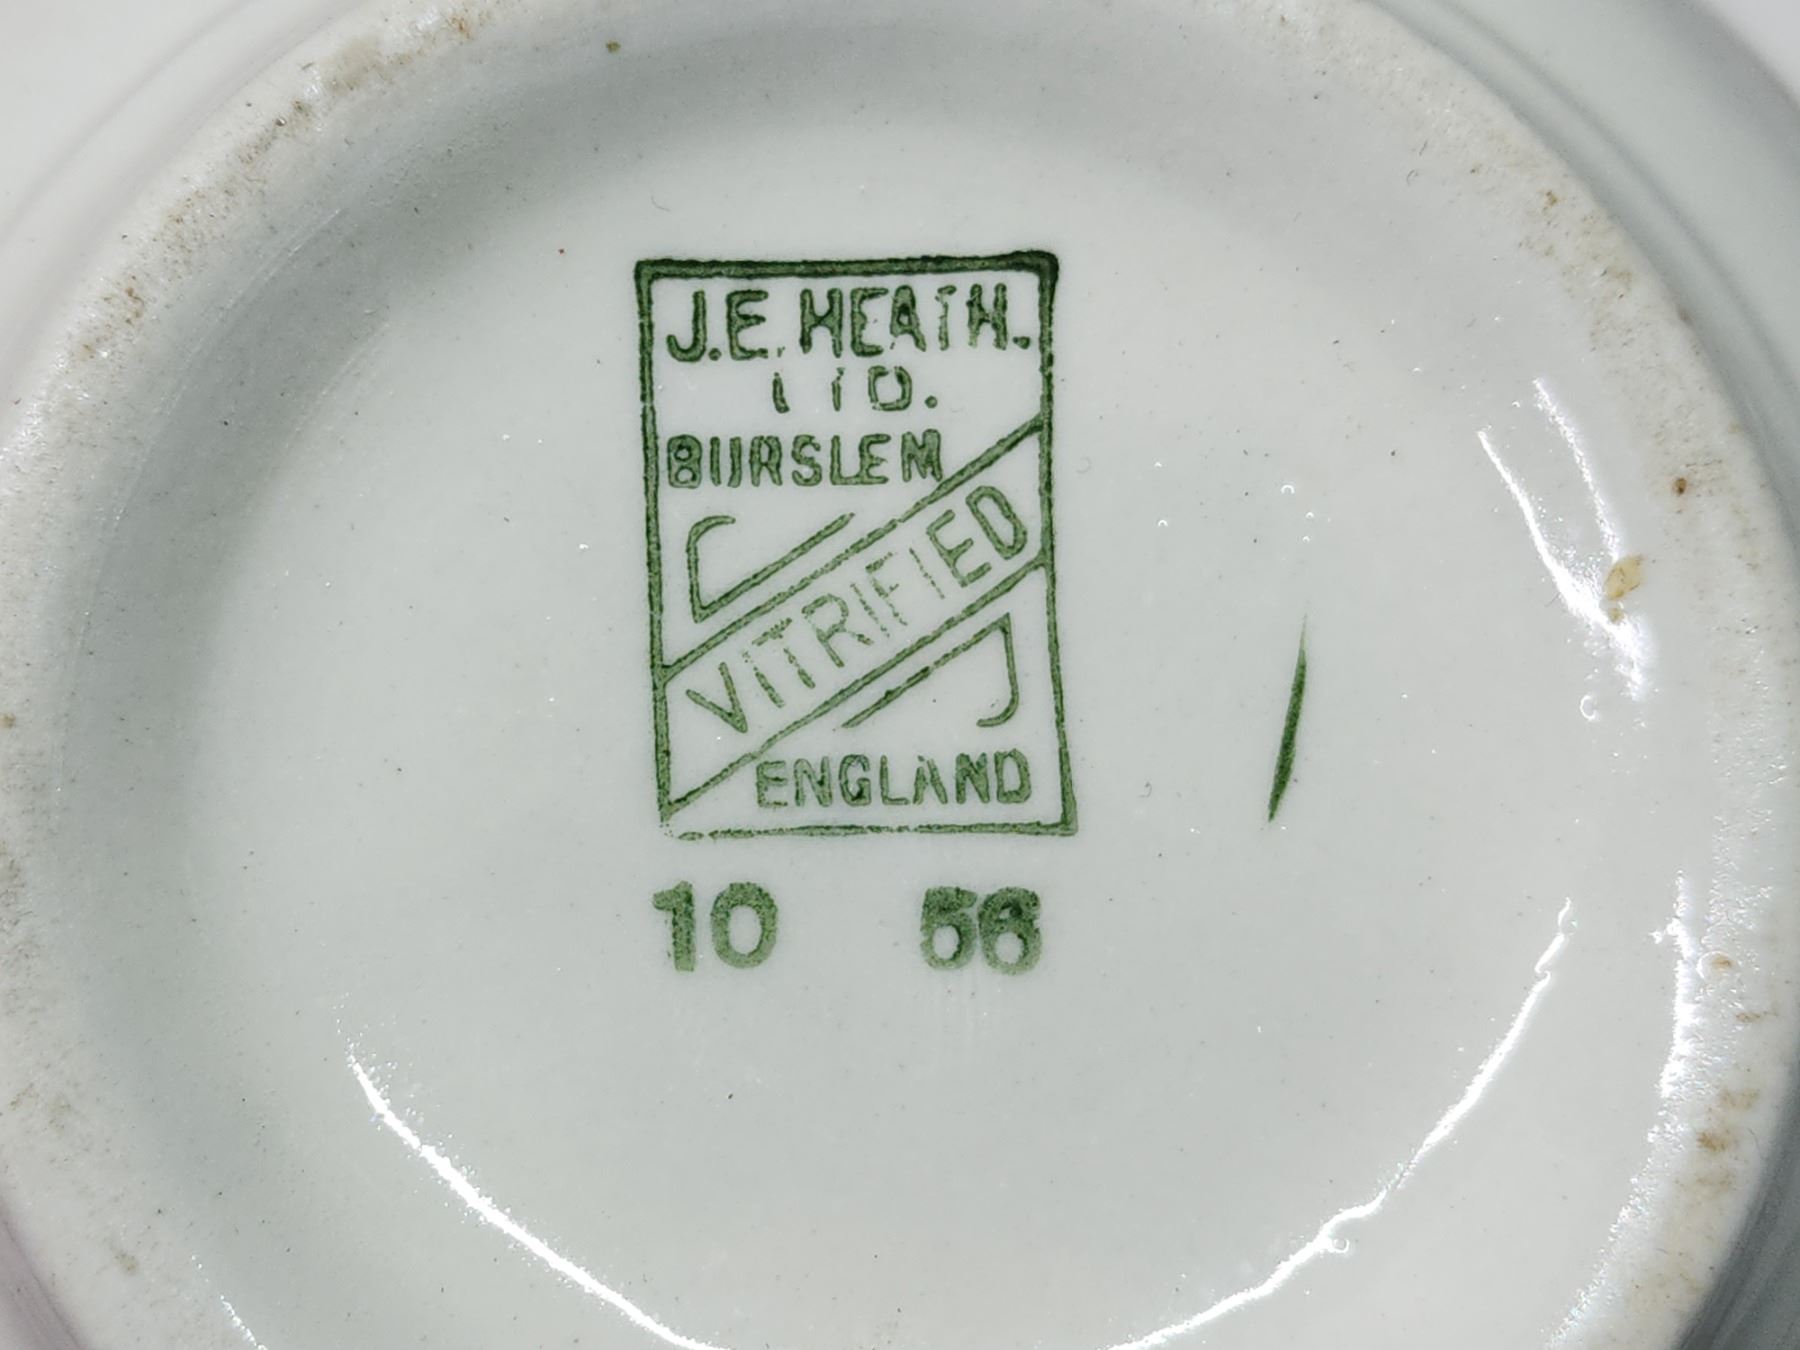 J.E. HEATH.
LTD.
BURSLEM
VITRIFIED
ENGLAND
10 56